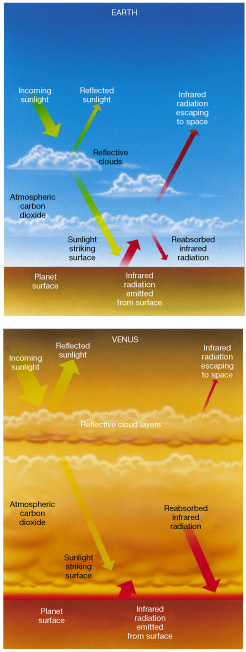 EARTH
Incoming
sunlight
Reflected
sunlight
Infrared
radiation
escaping
to space
Reflective
clouds
Atmospheric
carbon
dioxide
Sunlight
striking
surface
Reabsorbed
infrared
radiation
Planet
surface
Infrared
radiation
emitted
from surface
VENUS
Incoming
sunlight
Reflected
sunlight
Infrared
radiation
escaping
to space
Reflective cloud layers
Atmospheric
carbon
dioxide
Reabsorbed
infrared
radiation
Sunlight
striking
surface
Planet
surface
Infrared
radiation
emitted
from surface